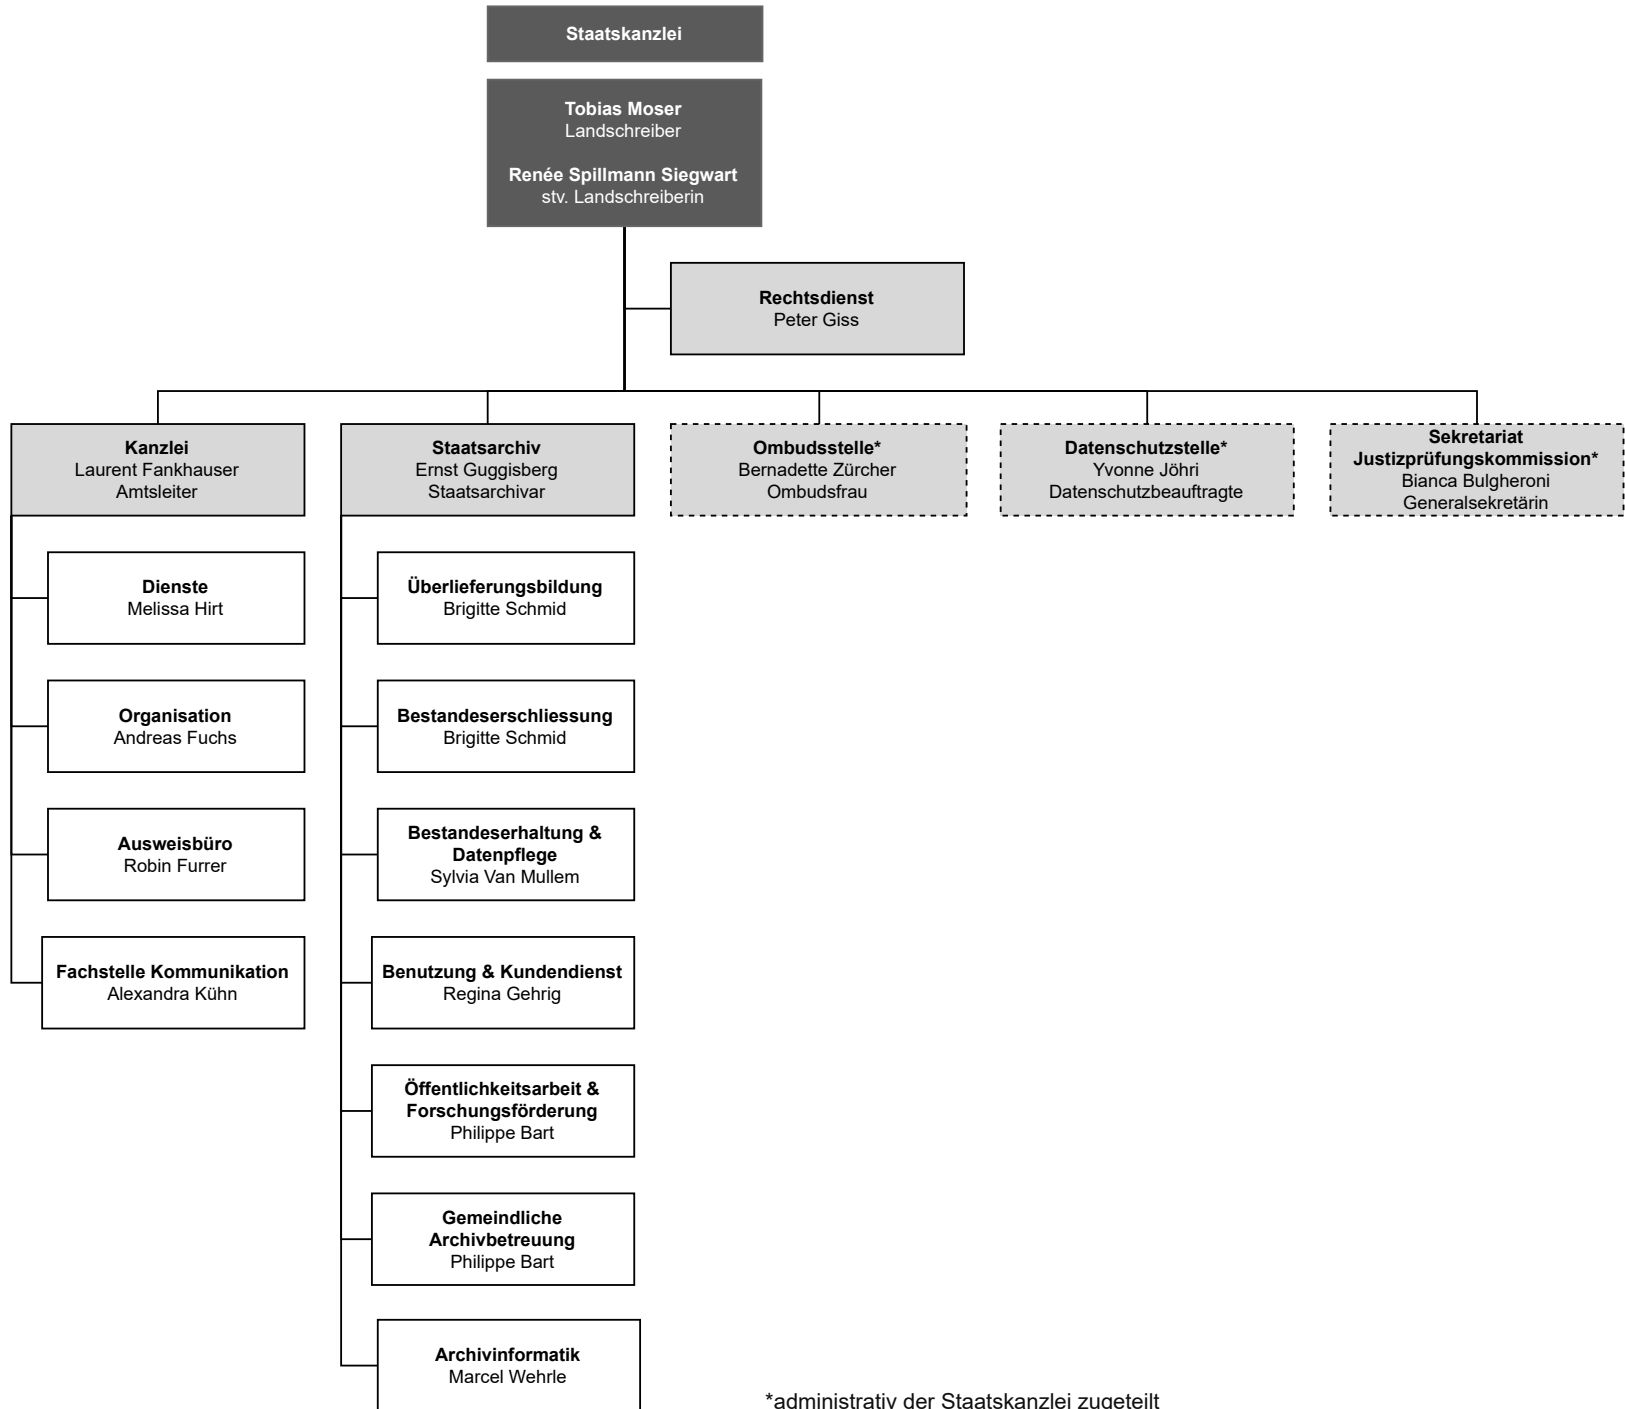 Staatskanzlei
Tobias Moser
Landschreiber
Renée Spillmann Siegwart
stv. Landschreiberin
Rechtsdienst
Peter Giss
Kanzlei
Laurent Fankhauser
Amtsleiter
Staatsarchiv
Ernst Guggisberg
Staatsarchivar
Ombudsstelle*
Bernadette Zürcher
Ombudsfrau
Datenschutzstelle*
Yvonne Jöhri
Datenschutzbeauftragte
Sekretariat
Justizprüfungskommission*
Bianca Bulgheroni
Generalsekretärin
Dienste
Melissa Hirt
Organisation
Andreas Fuchs
Ausweisbüro
Robin Furrer
Fachstelle Kommunikation
Alexandra Kühn
Überlieferungsbildung
Brigitte Schmid
Bestandeserschliessung
Brigitte Schmid
Bestandeserhaltung &
Datenpflege
Sylvia Van Mullem
Benutzung & Kundendienst
Regina Gehrig
Öffentlichkeitsarbeit &
Forschungsförderung
Philippe Bart
Gemeindliche
Archivbetreuung
Philippe Bart
Archivinformatik
Marcel Wehrle
*administrativ der Staatskanzlei zugeteilt